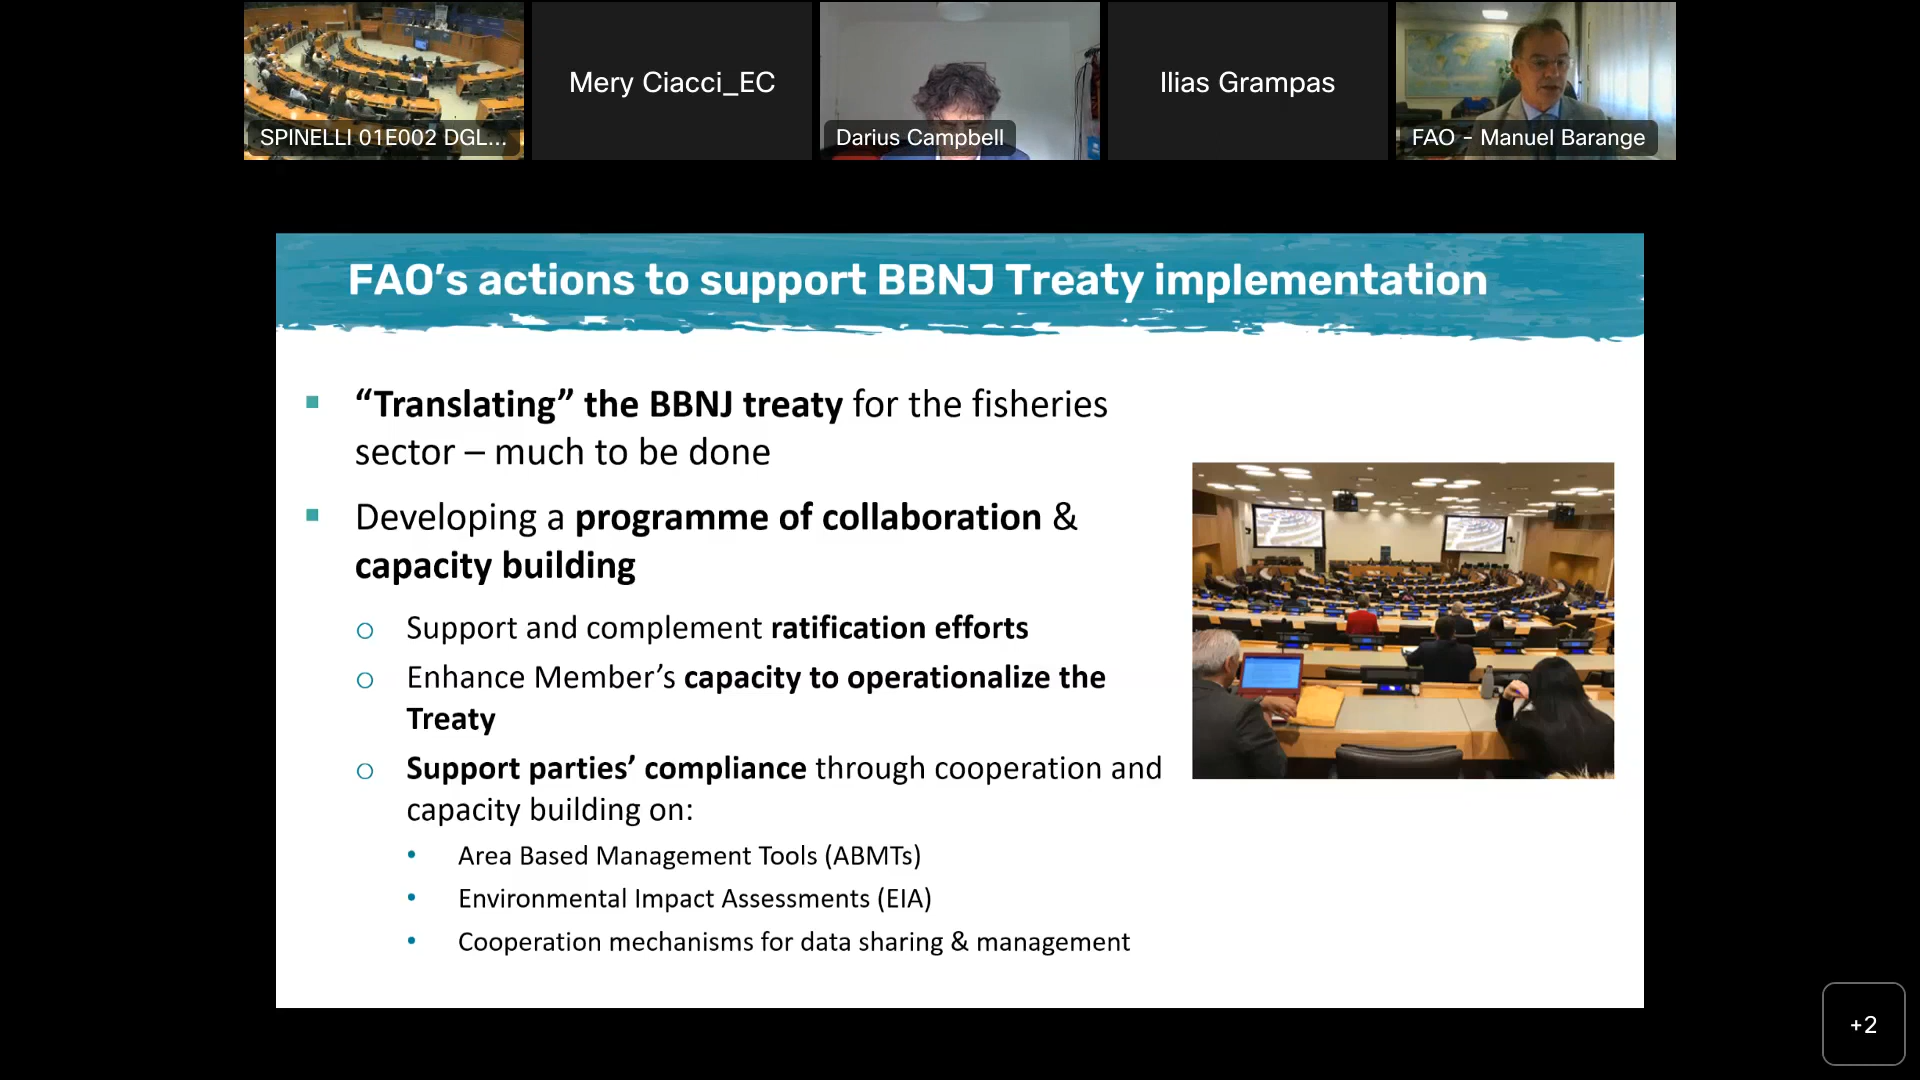 SPINELLI 01E002 DGL...
Mery Ciacci_EC
Darius Campbell
Ilias Grampas
FAO - Manuel Barange
FAO’s actions to support BBNJ Treaty implementation
“Translating” the BBNJ treaty for the fisheries
sector – much to be done
Developing a programme of collaboration &
capacity building
Support and complement ratification efforts
Enhance Member’s capacity to operationalize the
Treaty
Support parties’ compliance through cooperation and
capacity building on:
Area Based Management Tools (ABMTs)
Environmental Impact Assessments (EIA)
Cooperation mechanisms for data sharing & management
+2